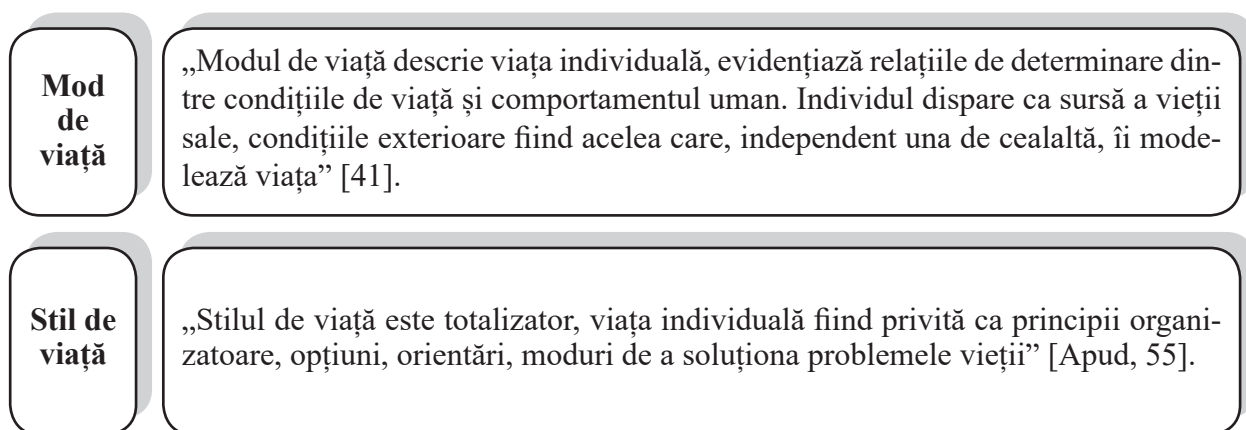 Mod
de
viață
„Modul de viață descrie viața individuală, evidențiază relațiile de determinare din-
tre condițiile de viață și comportamentul uman. Individul dispare ca sursă a vieții
sale, condițiile exterioare fiind acelea care, independent una de cealaltă, îi mode-
lează viața” [41].
Stil de
viață
„Stilul de viață este totalizator, viața individuală fiind privită ca principii organi-
zatoare, opțiuni, orientări, moduri de a soluționa problemele vieții” [Apud, 55].